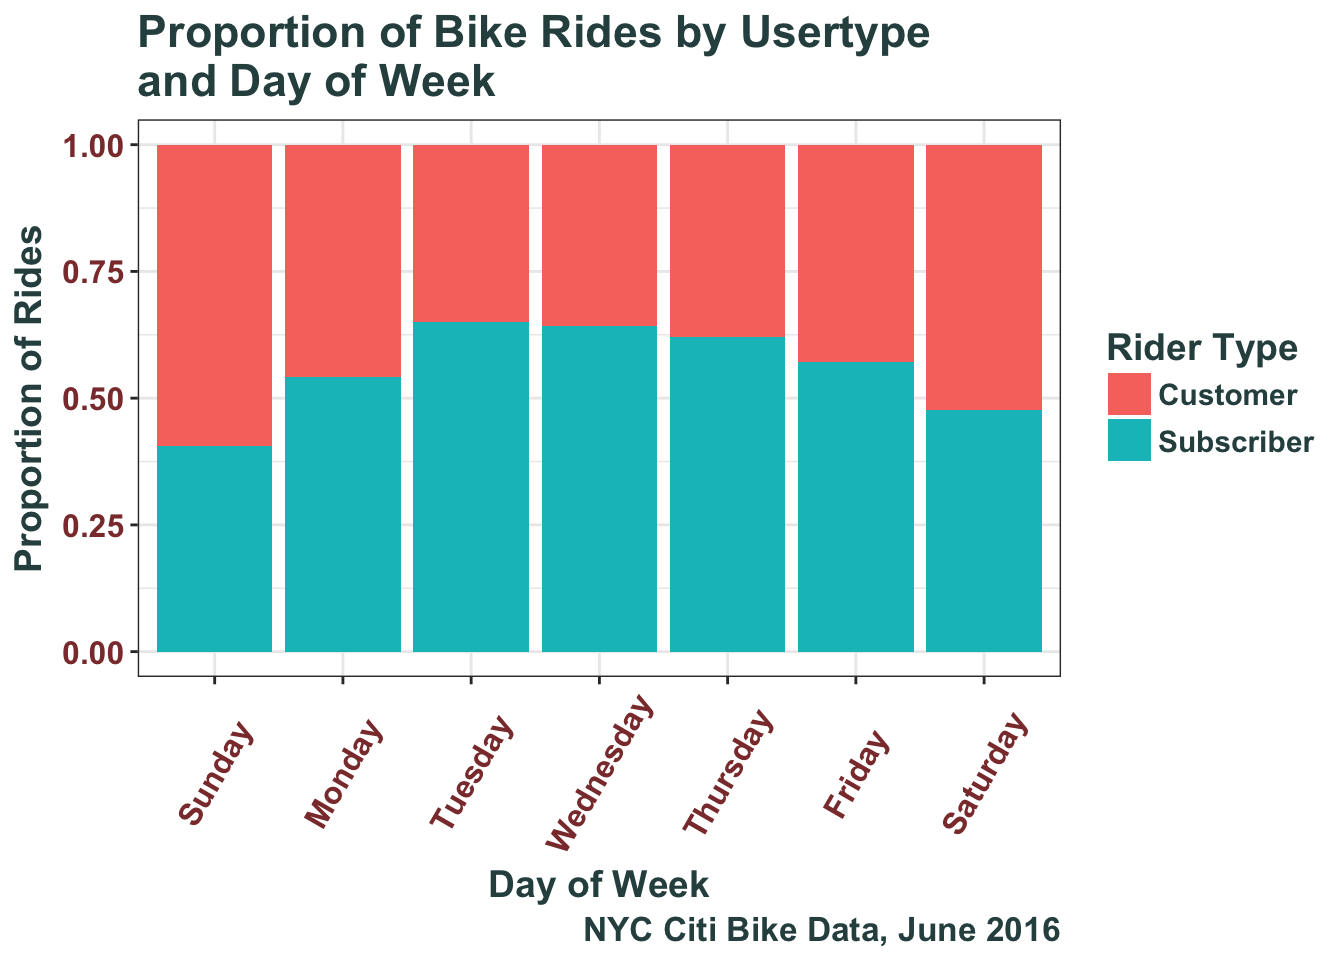 Proportion of Bike Rides by Usertype
and Day of Week
Proportion of Rides
1.00
0.75
0.50
0.25
0.00
Sunday
Monday
Tuesday
Wednesday
Thursday
Friday
Saturday
Day of Week
NYC Citi Bike Data, June 2016
Rider Type
Customer
Subscriber